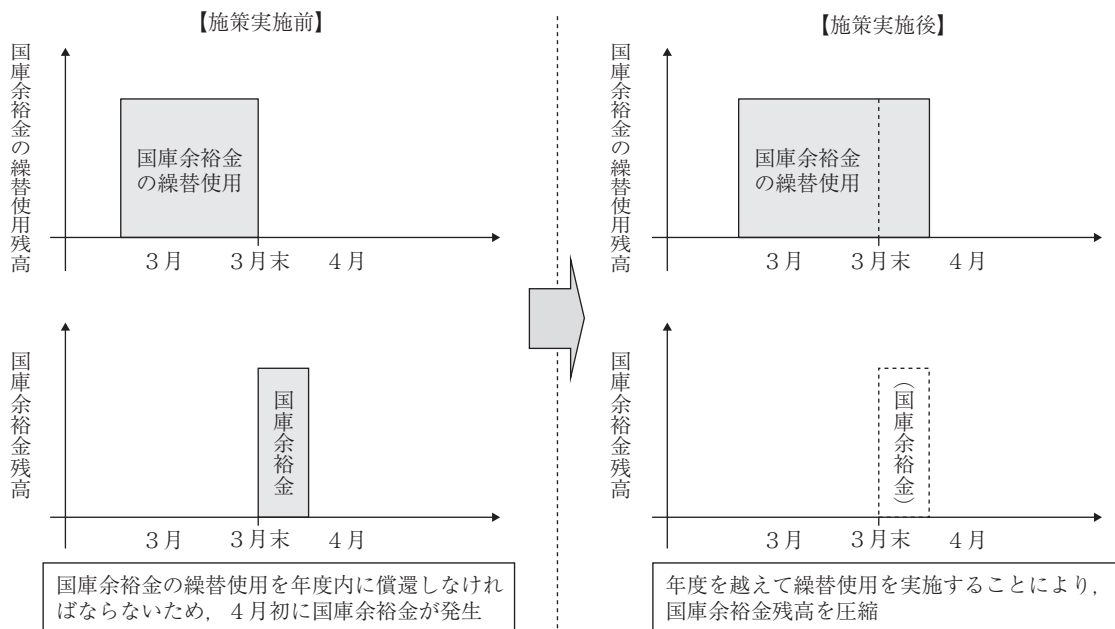 【施策実施前】
国庫余裕金の繰替使用残高
国庫余裕金
の繰替使用
3月 3月末 4月
国庫余裕金残高
国庫余裕金
3月 3月末 4月
国庫余裕金の繰替使用を年度内に償還しなけれ
ばならないため，4月初に国庫余裕金が発生
【施策実施後】
国庫余裕金の繰替使用残高
国庫余裕金
の繰替使用
3月 3月末 4月
国庫余裕金残高
（国庫余裕金）
3月 3月末 4月
年度を越えて繰替使用を実施することにより，
国庫余裕金残高を圧縮